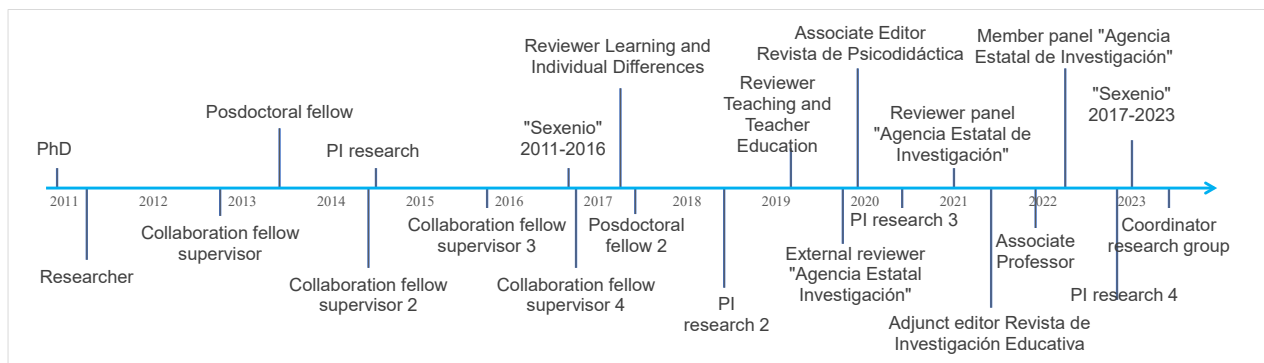 Associate Editor
Revista de Psicodidáctica
Member panel "Agencia
Estatal de Investigación"
Reviewer Learning and
Individual Differences
Reviewer
Teaching and
Teacher
Education
"Sexenio"
2017-2023
Posdoctoral fellow
Reviewer panel
"Agencia Estatal de
Investigación"
"Sexenio"
2011-2016
PhD
PI research
2011
2012
2013
2014
2015
2016
2017
2018
2019
2020
2021
2022
2023
Researcher
Collaboration fellow
supervisor
Collaboration fellow
supervisor 2
Collaboration fellow
supervisor 3
Collaboration fellow
supervisor 4
Posdoctoral
fellow 2
PI
research 2
External reviewer
"Agencia Estatal
Investigación"
PI research 3
Adjunct editor Revista de
Investigación Educativa
Associate
Professor
PI research 4
Coordinator
research group